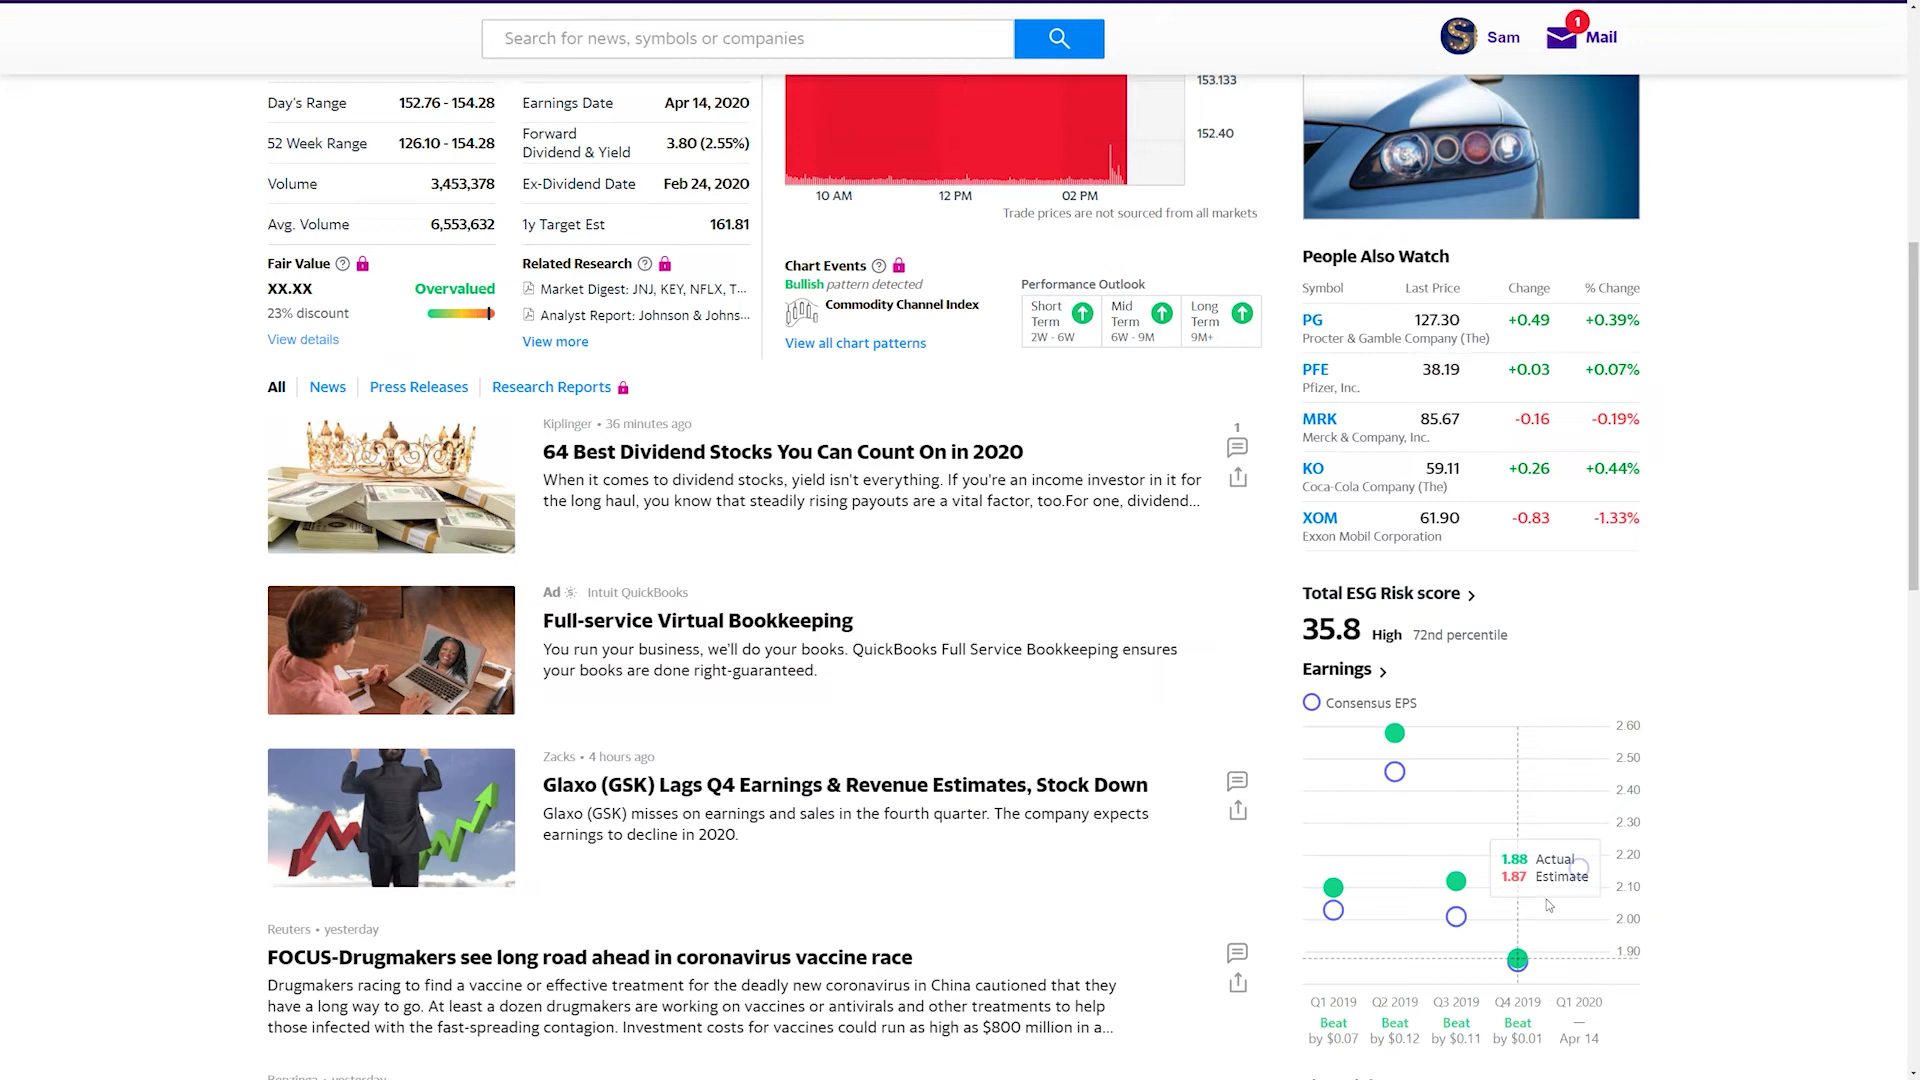 Search for news, symbols or companies
Sam
1
Mail
Day's Range 152.76 - 154.28
52 Week Range 126.10 - 154.28
Volume 3,453,378
Avg. Volume 6,553,632
Earnings Date Apr 14, 2020
Forward
Dividend & Yield 3.80 (2.55%)
Ex-Dividend Date Feb 24, 2020
1y Target Est 161.81
153.133
152.40
10 AM 12 PM 02 PM
Trade prices are not sourced from all markets
Fair Value ?
XX.XX Overvalued
23% discount
View details
Related Research ?
Market Digest: JNJ, KEY, NFLX, T...
Analyst Report: Johnson & Johns...
View more
Chart Events ?
Bullish pattern detected
Commodity Channel Index
View all chart patterns
Performance Outlook
Short
Term
2W - 6W
Mid
Term
6W - 9M
Long
Term
9M+
All News Press Releases Research Reports
Kiplinger • 36 minutes ago
64 Best Dividend Stocks You Can Count On in 2020
When it comes to dividend stocks, yield isn't everything. If you're an income investor in it for
the long haul, you know that steadily rising payouts are a vital factor, too.For one, dividend...
1
Ad Intuit QuickBooks
Full-service Virtual Bookkeeping
You run your business, we'll do your books. QuickBooks Full Service Bookkeeping ensures
your books are done right-guaranteed.
Zacks • 4 hours ago
Glaxo (GSK) Lags Q4 Earnings & Revenue Estimates, Stock Down
Glaxo (GSK) misses on earnings and sales in the fourth quarter. The company expects
earnings to decline in 2020.
Reuters • yesterday
FOCUS-Drugmakers see long road ahead in coronavirus vaccine race
Drugmakers racing to find a vaccine or effective treatment for the deadly new coronavirus in China cautioned that they
have a long way to go. At least a dozen drugmakers are working on vaccines or antivirals and other treatments to help
those infected with the fast-spreading contagion. Investment costs for vaccines could run as high as $800 million in a...
Benzinga • yesterday
People Also Watch
Symbol Last Price Change % Change
PG 127.30 +0.49 +0.39%
Procter & Gamble Company (The)
PFE 38.19 +0.03 +0.07%
Pfizer, Inc.
MRK 85.67 -0.16 -0.19%
Merck & Company, Inc.
KO 59.11 +0.26 +0.44%
Coca-Cola Company (The)
XOM 61.90 -0.83 -1.33%
Exxon Mobil Corporation
Total ESG Risk score
35.8 High 72nd percentile
Earnings
Consensus EPS
2.60
2.50
2.40
2.30
2.20
2.10
2.00
1.90
1.88 Actual
1.87 Estimate
Q1 2019 Q2 2019 Q3 2019 Q4 2019 Q1 2020
Beat Beat Beat Beat —
by $0.07 by $0.12 by $0.11 by $0.01 Apr 14